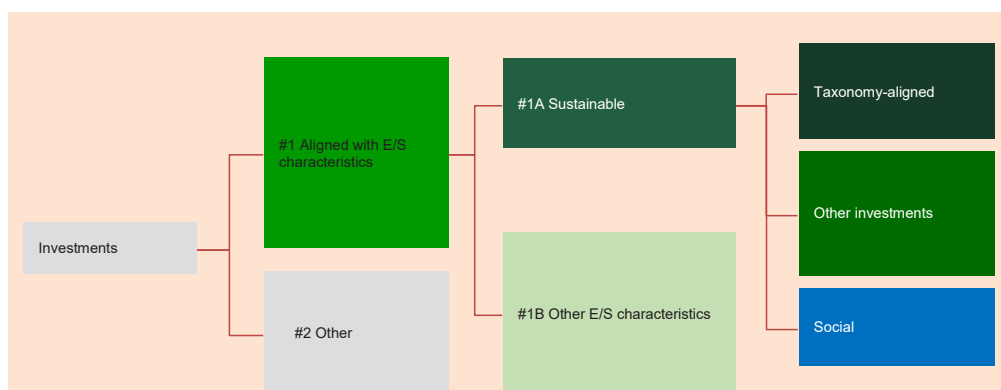 Investments
#1 Aligned with E/S
characteristics
#2 Other
#1A Sustainable
#1B Other E/S characteristics
Taxonomy-aligned
Other investments
Social